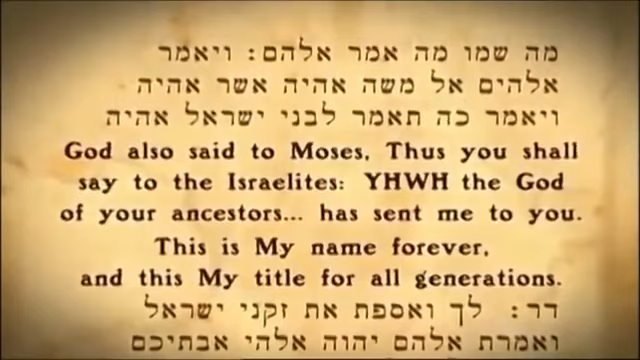 מה שמו מה אמר אלהם: ויאמר
אלהים אל משה אהיה אשר אהיה
ויאמר כה תאמר לבני ישראל אהיה
God also said to Moses, Thus you shall
say to the Israelites: YHWH the God
of your ancestors... has sent me to you.
This is My name forever,
and this My title for all generations.
דר: לך ואספת את זקני ישראל
ואמרת אלהם יהוה אלהי אבתיכם